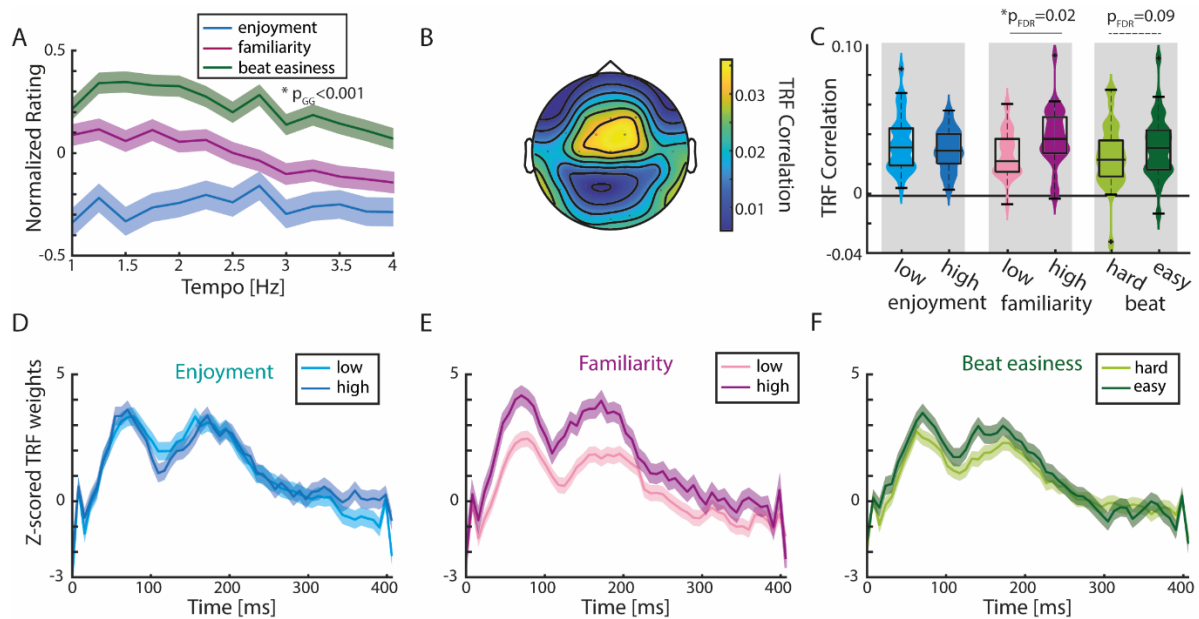 A
enjoyment
familiarity
beat easiness
* pGG<0.001
Normalized Rating
0.5
0
-0.5
1 1.5 2 2.5 3 3.5 4
Tempo [Hz]
B
0.03
0.02
0.01
TRF Correlation
C
*pFDR=0.02
pFDR=0.09
TRF Correlation
0.10
0
-0.04
low high low high hard easy
enjoyment familiarity beat
D
Enjoyment
low
high
Z-scored TRF weights
5
0
-3
0 100 200 300 400
Time [ms]
E
Familiarity
low
high
5
0
-3
0 100 200 300 400
Time [ms]
F
Beat easiness
hard
easy
5
0
-3
0 100 200 300 400
Time [ms]